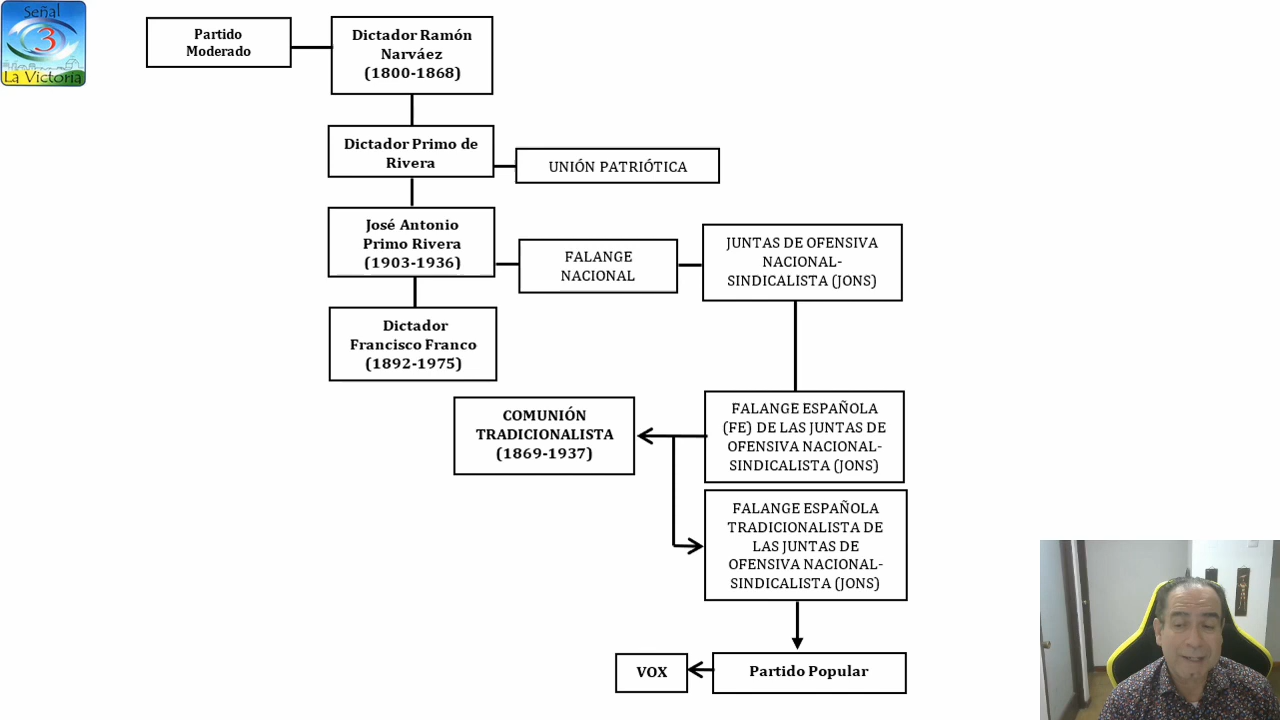 Señal
3
La Victoria
Partido
Moderado
Dictador Ramón
Narváez
(1800-1868)
Dictador Primo de
Rivera
UNIÓN PATRIÓTICA
José Antonio
Primo Rivera
(1903-1936)
FALANGE
NACIONAL
JUNTAS DE OFENSIVA
NACIONAL-
SINDICALISTA (JONS)
Dictador
Francisco Franco
(1892-1975)
COMUNIÓN
TRADICIONALISTA
(1869-1937)
FALANGE ESPAÑOLA
(FE) DE LAS JUNTAS DE
OFENSIVA NACIONAL-
SINDICALISTA (JONS)
FALANGE ESPAÑOLA
TRADICIONALISTA DE
LAS JUNTAS DE
OFENSIVA NACIONAL-
SINDICALISTA (JONS)
VOX
Partido Popular